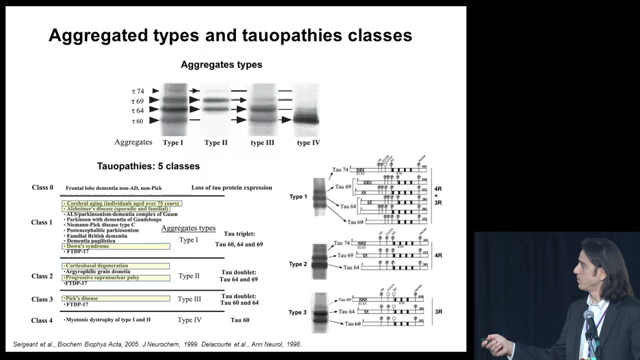 Aggregated types and tauopathies classes
Aggregates types
τ 74
τ 69
τ 64
τ 60
Aggregates Type I Type II type III type IV
Tauopathies: 5 classes
Class 0 Frontal lobe dementia non-AD, non-Pick Loss of tau protein expression
Class 1
• Cerebral aging (individuals aged over 75 years)
• Alzheimer's disease (sporadic and familial)
• ALS/parkinsonism-dementia complex of Guam
• Parkinson with dementia of Guadeloupe
• Niemann-Pick disease type C
• Postencephalitic parkinsonism
• Familial British dementia
• Dementia pugilistica
• Down's syndrome
• FTDP-17
Aggregates types
Type I
Tau triplet:
Tau 60, 64 and 69
Class 2
• Corticobasal degeneration
• Argyrophilic grain dementia
• Progressive supranuclear palsy
• FTDP-17
Type II
Tau doublet:
Tau 64 and 69
Class 3
• Pick's disease
• FTDP-17
Type III
Tau doublet:
Tau 60 and 64
Class 4 • Myotonic dystrophy of type I and II Type IV Tau 60
Type 1
Tau 74
Tau 69
Tau 64
Tau 60
4R
+
3R
Type 2
Tau 74
Tau 69
Tau 64
4R
Type 3
Tau 69
Tau 64
Tau 60
3R
Sergeant et al., Biochem Biophys Acta, 2005. J Neurochem, 1999. Delacourte et al., Ann Neurol, 1998..